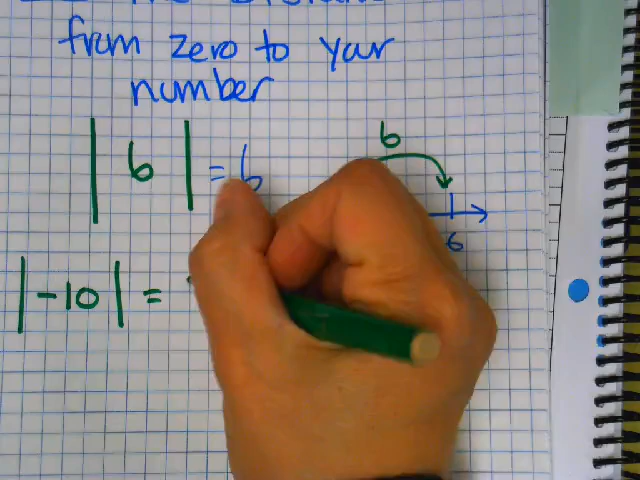 from zero to your
number
|6| = 6
6
6
|-10| =